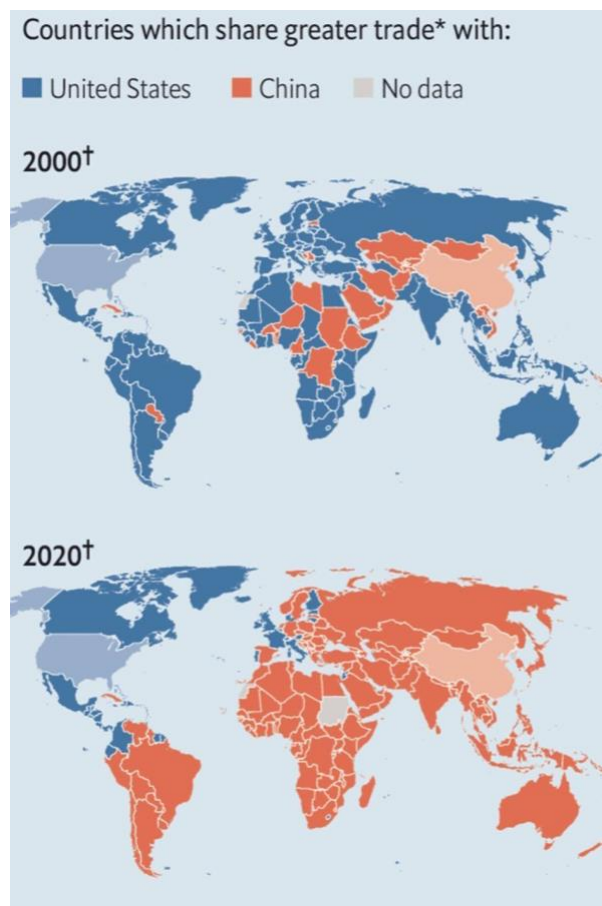 Countries which share greater trade* with:
United States China No data
2000†
2020†